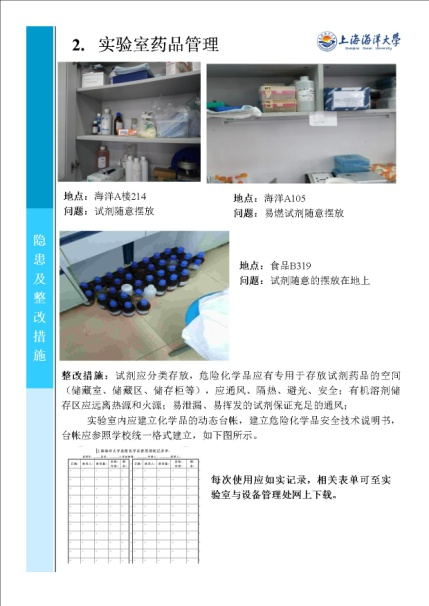 2. 实验室药品管理
上海海洋大学
Shanghai Ocean University
地点：海洋A楼214
问题：试剂随意摆放
地点：海洋A105
问题：易燃试剂随意摆放
隐患及整改措施
地点：食品B319
问题：试剂随意的摆放在地上
整改措施：试剂应分类存放，危险化学品应有专用于存放试剂药品的空间
（储藏室、储藏区、储存柜等），应通风、隔热、避光、安全；有机溶剂储
存区应远离热源和火源；易泄漏、易挥发的试剂保证充足的通风；
实验室内应建立化学品的动态台帐，建立危险化学品安全技术说明书，
台帐应参照学校统一格式建立，如下图所示。
每次使用应如实记录，相关表单可至实
验室与设备管理处网上下载。